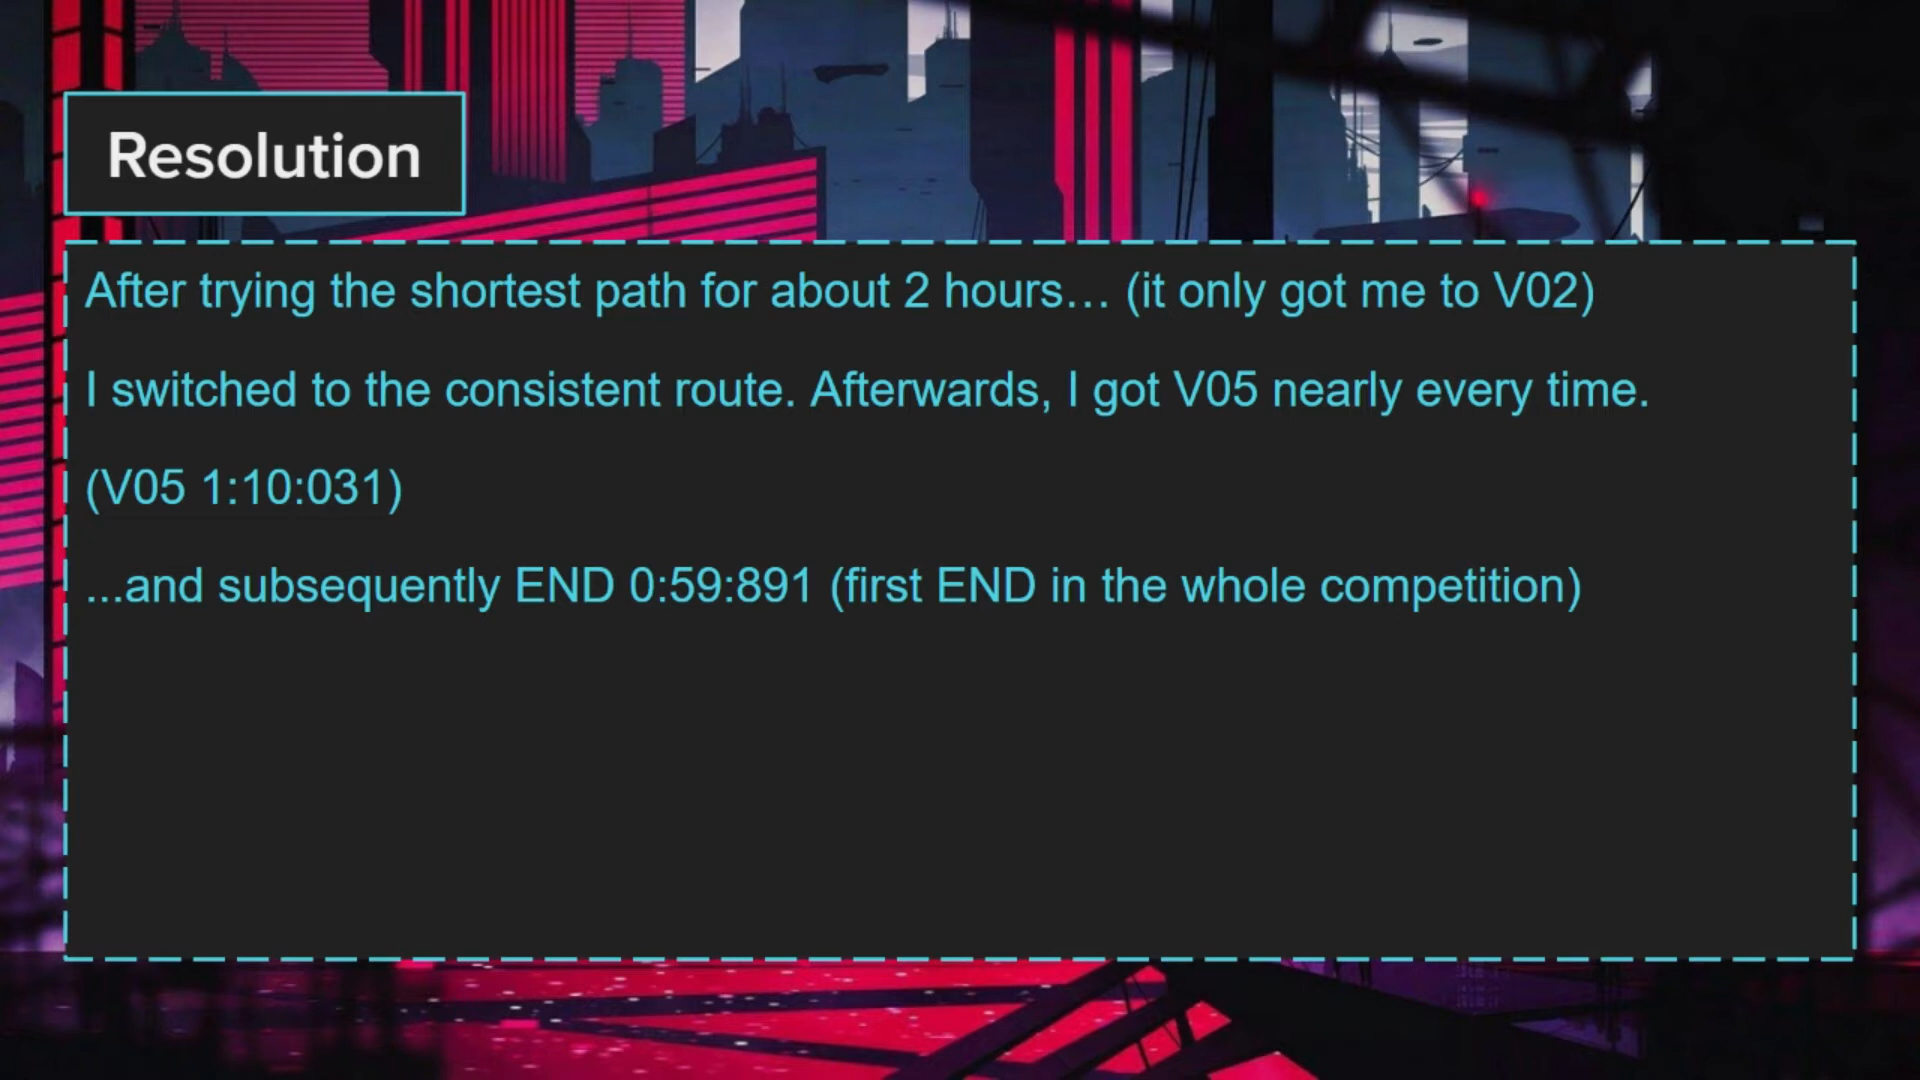 Resolution
After trying the shortest path for about 2 hours… (it only got me to V02)
I switched to the consistent route. Afterwards, I got V05 nearly every time.
(V05 1:10:031)
...and subsequently END 0:59:891 (first END in the whole competition)